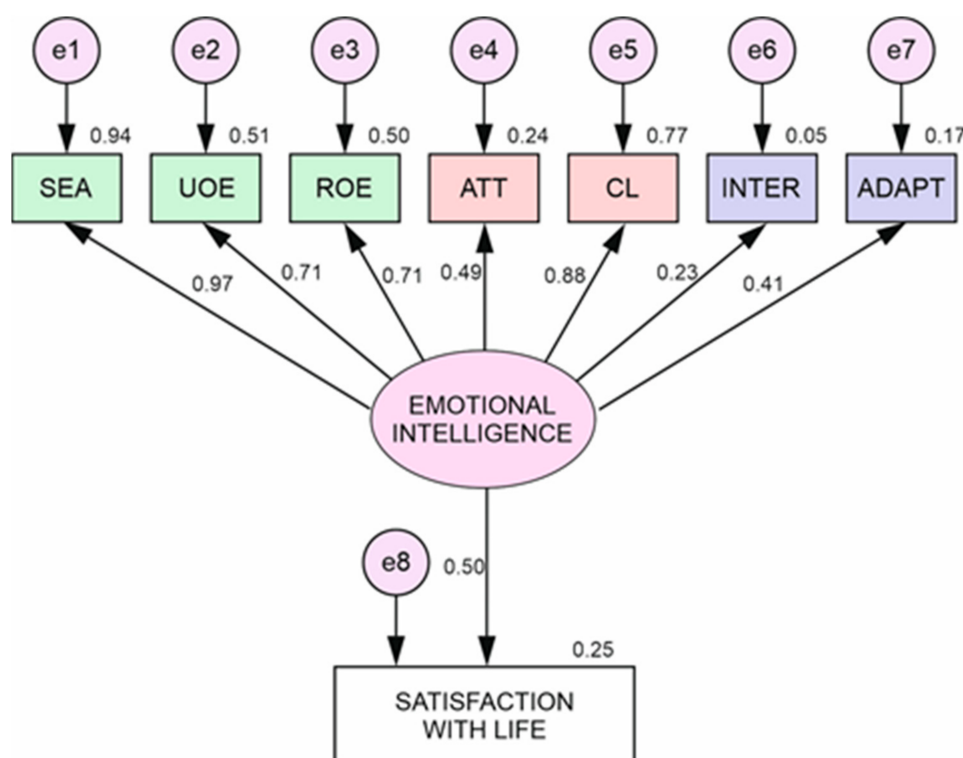 e1 e2 e3 e4 e5 e6 e7
0.94 0.51 0.50 0.24 0.77 0.05 0.17
SEA UOE ROE ATT CL INTER ADAPT
0.97 0.71 0.71 0.49 0.88 0.23 0.41
EMOTIONAL
INTELLIGENCE
e8 0.50
0.25
SATISFACTION
WITH LIFE